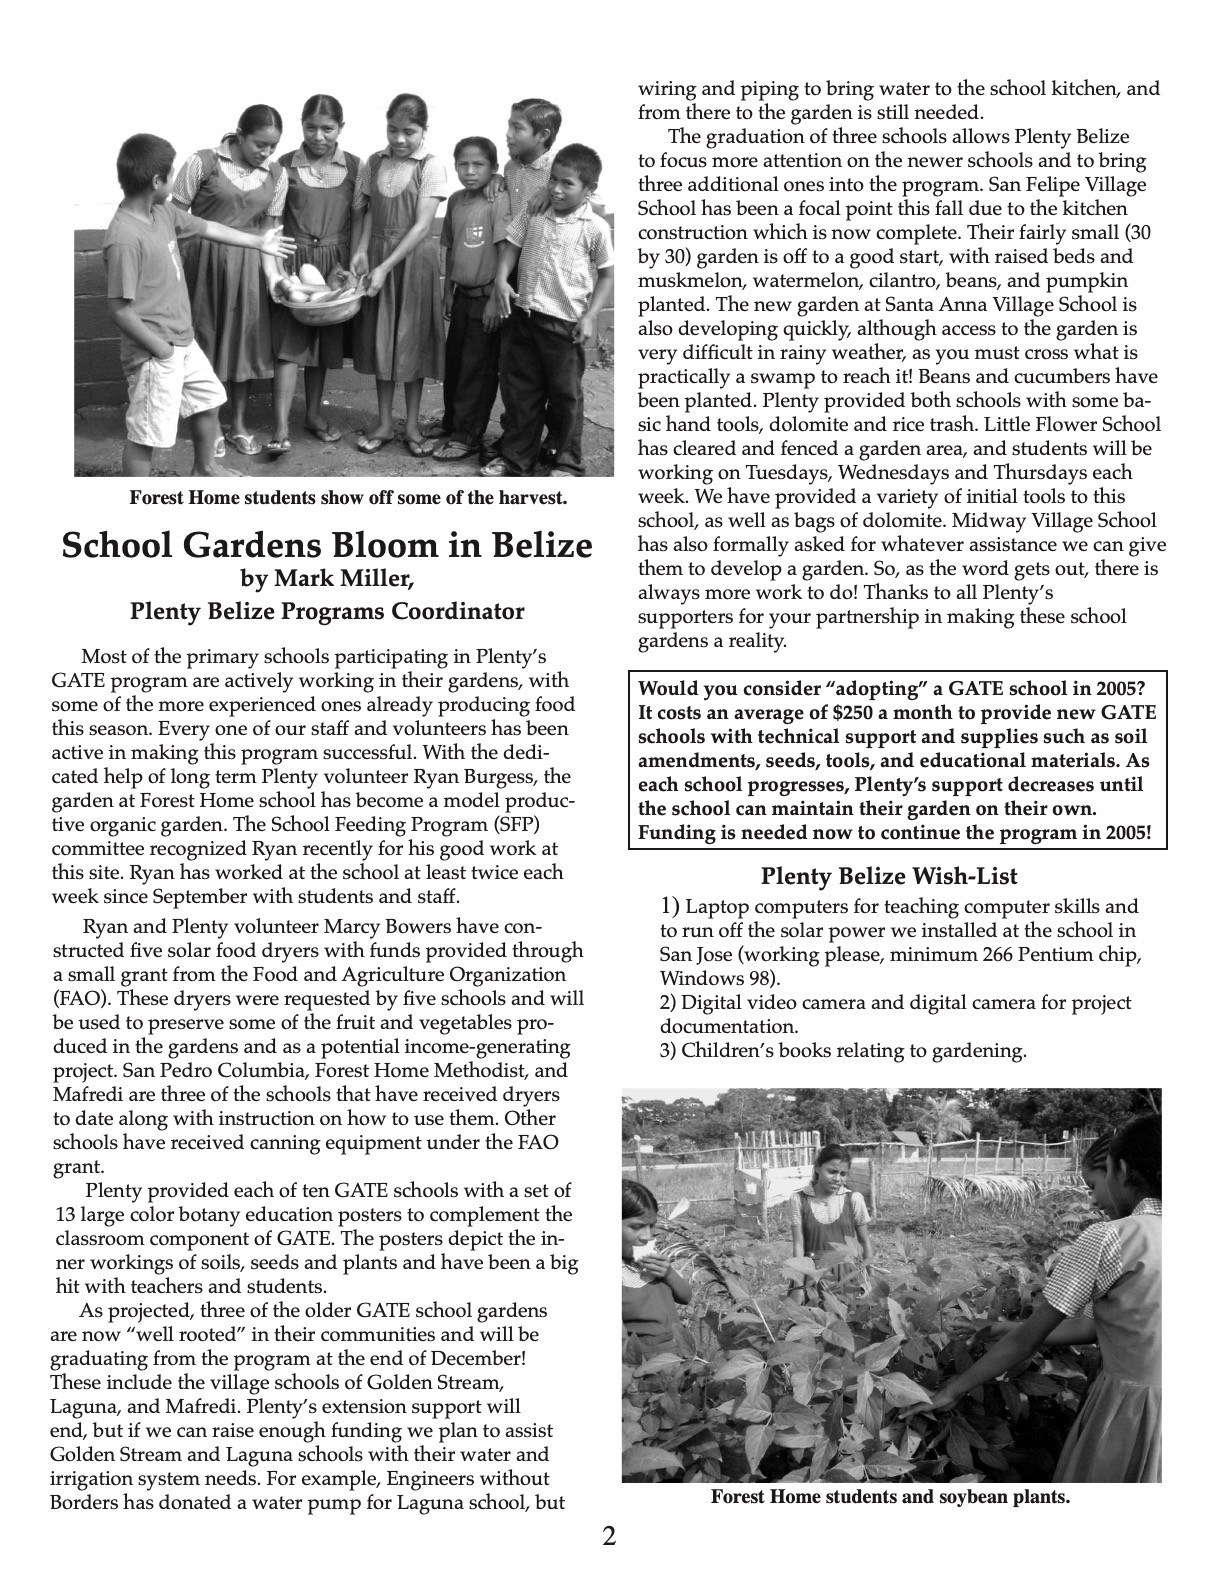 Forest Home students show off some of the harvest.
School Gardens Bloom in Belize
by Mark Miller,
Plenty Belize Programs Coordinator
Most of the primary schools participating in Plenty’s
GATE program are actively working in their gardens, with
some of the more experienced ones already producing food
this season. Every one of our staff and volunteers has been
active in making this program successful. With the dedi-
cated help of long term Plenty volunteer Ryan Burgess, the
garden at Forest Home school has become a model produc-
tive organic garden. The School Feeding Program (SFP)
committee recognized Ryan recently for his good work at
this site. Ryan has worked at the school at least twice each
week since September with students and staff.
Ryan and Plenty volunteer Marcy Bowers have con-
structed five solar food dryers with funds provided through
a small grant from the Food and Agriculture Organization
(FAO). These dryers were requested by five schools and will
be used to preserve some of the fruit and vegetables pro-
duced in the gardens and as a potential income-generating
project. San Pedro Columbia, Forest Home Methodist, and
Mafredi are three of the schools that have received dryers
to date along with instruction on how to use them. Other
schools have received canning equipment under the FAO
grant.
Plenty provided each of ten GATE schools with a set of
13 large color botany education posters to complement the
classroom component of GATE. The posters depict the in-
ner workings of soils, seeds and plants and have been a big
hit with teachers and students.
As projected, three of the older GATE school gardens
are now “well rooted” in their communities and will be
graduating from the program at the end of December!
These include the village schools of Golden Stream,
Laguna, and Mafredi. Plenty’s extension support will
end, but if we can raise enough funding we plan to assist
Golden Stream and Laguna schools with their water and
irrigation system needs. For example, Engineers without
Borders has donated a water pump for Laguna school, but
wiring and piping to bring water to the school kitchen, and
from there to the garden is still needed.
The graduation of three schools allows Plenty Belize
to focus more attention on the newer schools and to bring
three additional ones into the program. San Felipe Village
School has been a focal point this fall due to the kitchen
construction which is now complete. Their fairly small (30
by 30) garden is off to a good start, with raised beds and
muskmelon, watermelon, cilantro, beans, and pumpkin
planted. The new garden at Santa Anna Village School is
also developing quickly, although access to the garden is
very difficult in rainy weather, as you must cross what is
practically a swamp to reach it! Beans and cucumbers have
been planted. Plenty provided both schools with some ba-
sic hand tools, dolomite and rice trash. Little Flower School
has cleared and fenced a garden area, and students will be
working on Tuesdays, Wednesdays and Thursdays each
week. We have provided a variety of initial tools to this
school, as well as bags of dolomite. Midway Village School
has also formally asked for whatever assistance we can give
them to develop a garden. So, as the word gets out, there is
always more work to do! Thanks to all Plenty’s
supporters for your partnership in making these school
gardens a reality.
Would you consider “adopting” a GATE school in 2005?
It costs an average of $250 a month to provide new GATE
schools with technical support and supplies such as soil
amendments, seeds, tools, and educational materials. As
each school progresses, Plenty’s support decreases until
the school can maintain their garden on their own.
Funding is needed now to continue the program in 2005!
Plenty Belize Wish-List
1) Laptop computers for teaching computer skills and
to run off the solar power we installed at the school in
San Jose (working please, minimum 266 Pentium chip,
Windows 98).
2) Digital video camera and digital camera for project
documentation.
3) Children’s books relating to gardening.
Forest Home students and soybean plants.
2